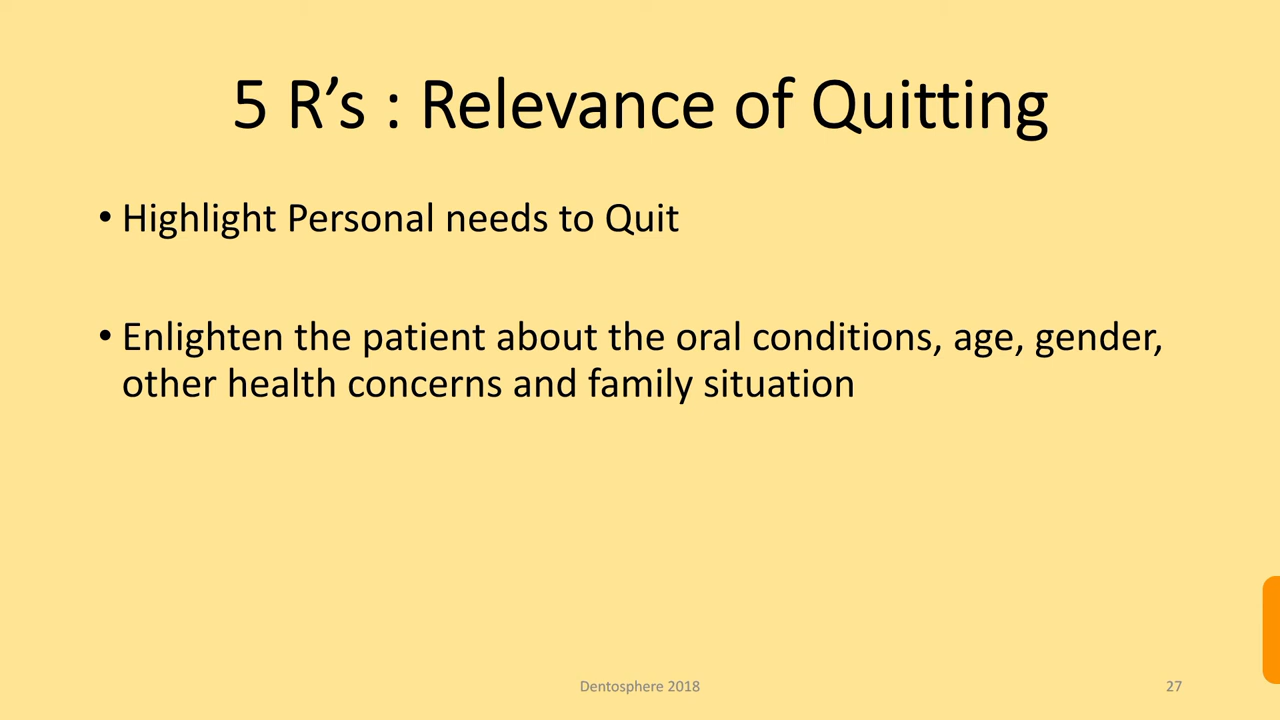 5 R’s : Relevance of Quitting
• Highlight Personal needs to Quit
• Enlighten the patient about the oral conditions, age, gender,
other health concerns and family situation
Dentosphere 2018
27